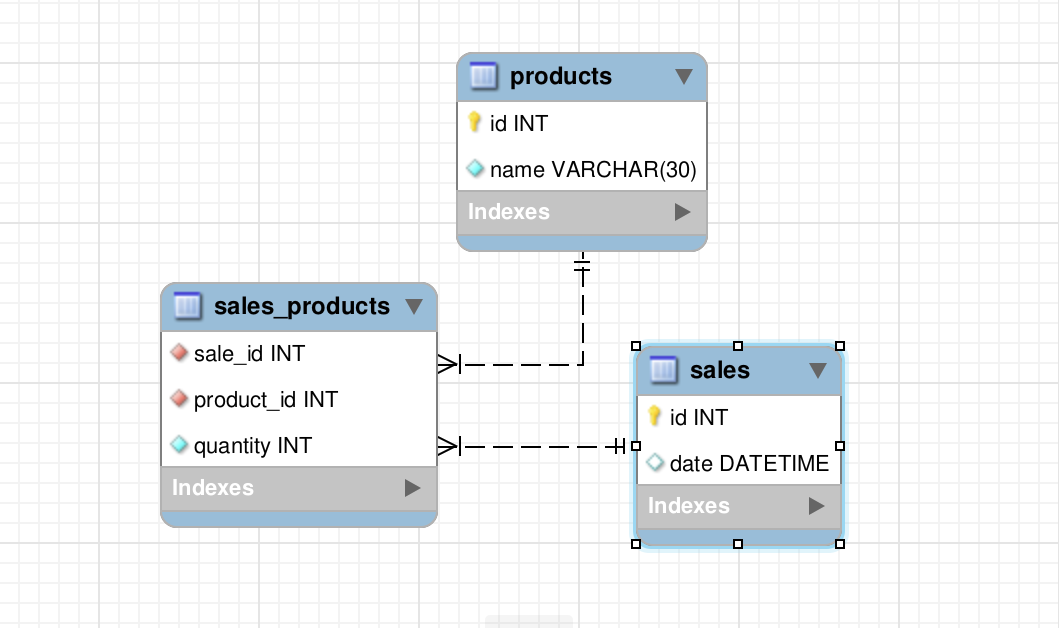 products
id INT
name VARCHAR(30)
Indexes
sales_products
sale_id INT
product_id INT
quantity INT
Indexes
sales
id INT
date DATETIME
Indexes